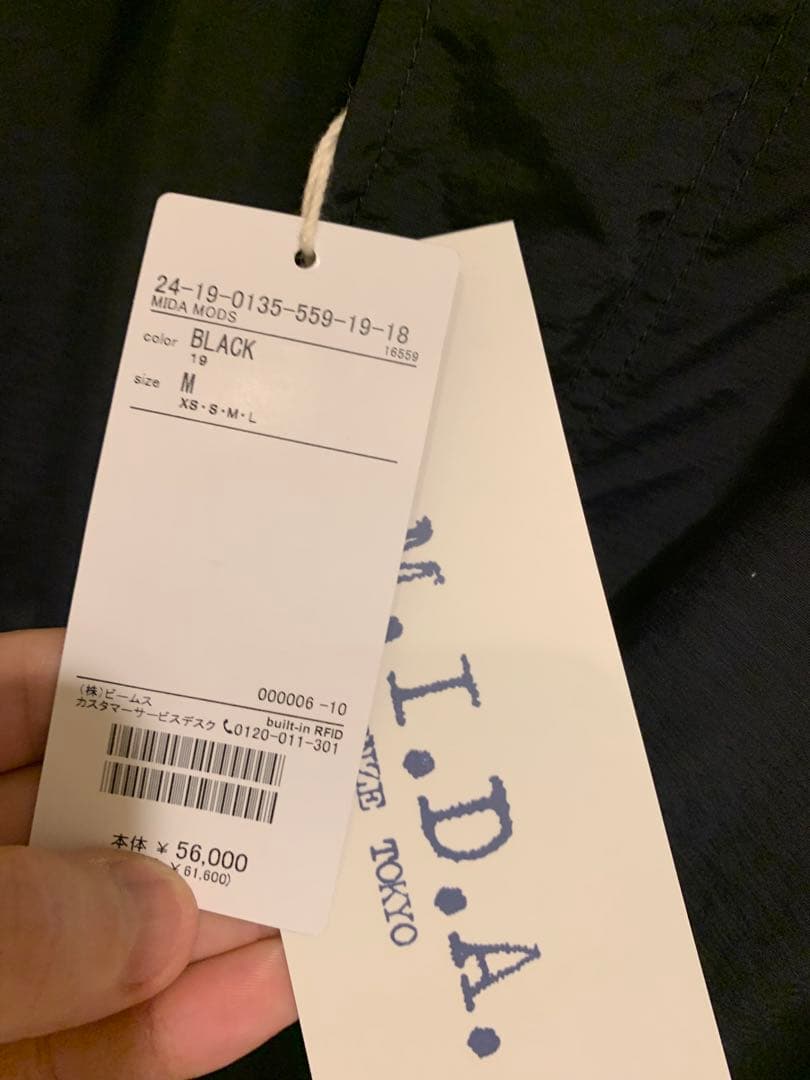 24-19-0135-559-19-18
MIDA MODS
16559
color BLACK
19
size M
XS・S・M・L
000006 -10
(株)ビームス
built-in RFID
カスタマーサービスデスク 0120-011-301
本体 ¥ 56,000
¥ 61,600)
M.I.D.A.
TOKYO